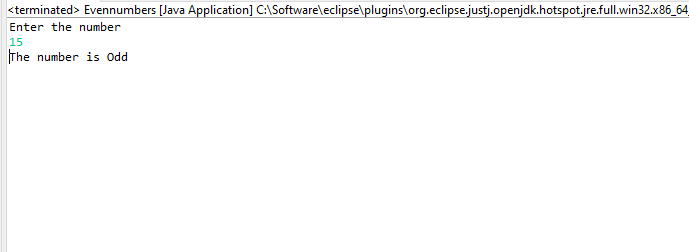 <terminated> Evennumbers [Java Application] C:\Software\eclipse\plugins\org.eclipse.justj.openjdk.hotspot.jre.full.win32.x86_64
Enter the number
15
The number is Odd